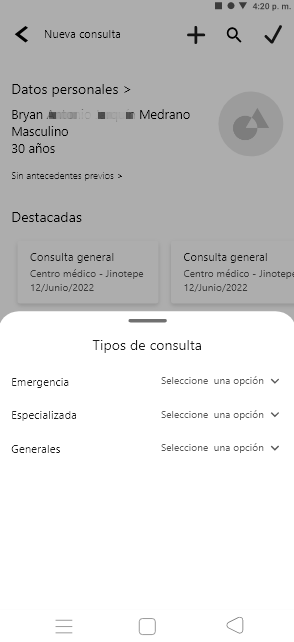 4:20 p. m.
Nueva consulta
Datos personales >
Bryan Medrano
Masculino
30 años
Sin antecedentes previos >
Destacadas
Consulta general
Centro médico - Jinotepe
12/Junio/2022
Consulta general
Centro médico - Jinotepe
12/Junio/2022
Tipos de consulta
Emergencia Seleccione una opción
Especializada Seleccione una opción
Generales Seleccione una opción